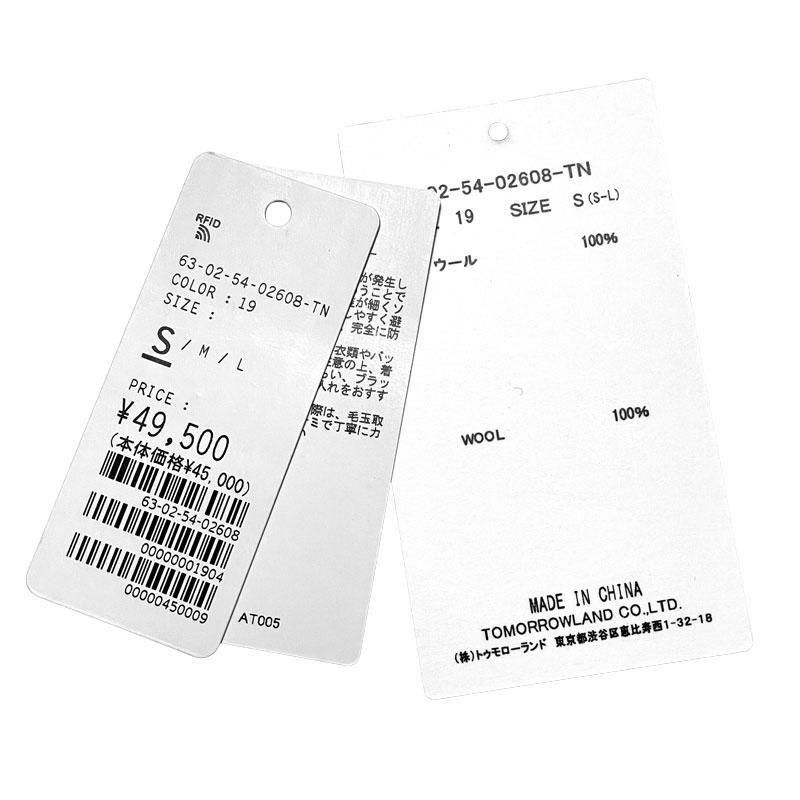 RFID
63-02-54-02608-TN
COLOR : 19
SIZE :
S / M / L
PRICE :
¥49,500
(本体価格¥45,000)
63-02-54-02608
00000001904
00000450009
が発生し
うことで
が細くソ
しやすく避
完全に防
衣類やバッ
意の上、着
い、ブラッ
入れをおすす
際は、毛玉取
ミで丁寧にカ
AT005
02-54-02608-TN
19 SIZE S (S-L)
ウール 100%
WOOL 100%
MADE IN CHINA
TOMORROWLAND CO.,LTD.
(株)トゥモローランド 東京都渋谷区恵比寿西1-32-18